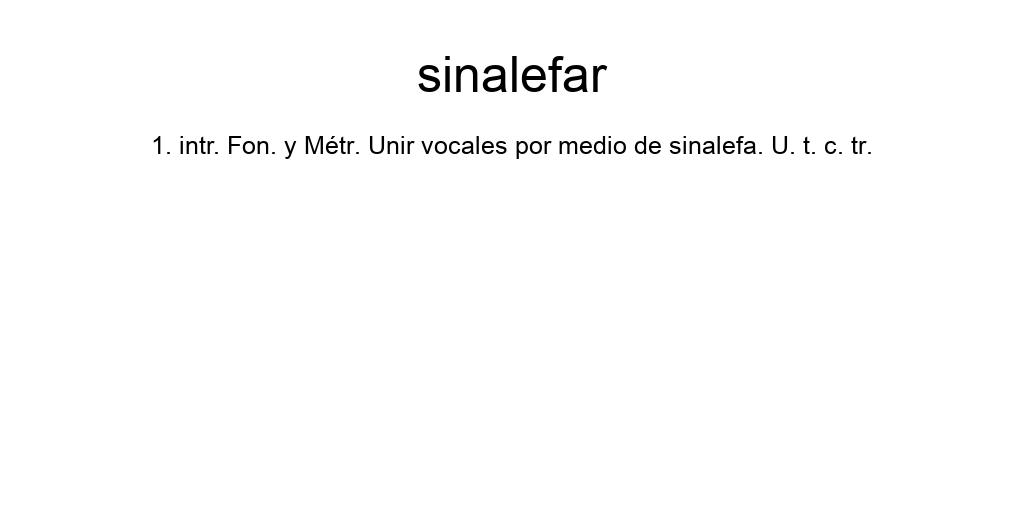 sinalefar
1. intr. Fon. y Métr. Unir vocales por medio de sinalefa. U. t. c. tr.